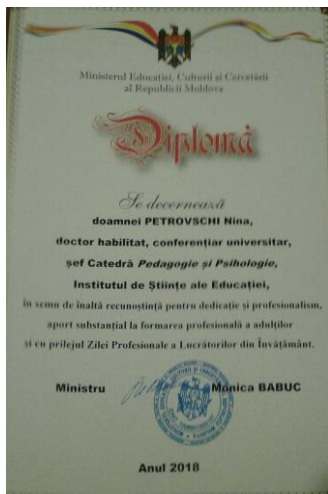 Ministerul Educației, Culturii și Cercetării
al Republicii Moldova
Diplomă
Se decernează
doamnei PETROVSCHI Nina,
doctor habilitat, conferențiar universitar,
șef Catedră Pedagogie și Psihologie,
Institutul de Științe ale Educației,
în semn de înaltă recunoștință pentru dedicație și profesionalism,
aport substanțial la formarea profesională a adulților
și cu prilejul Zilei Profesionale a Lucrătorilor din Învățământ.
Ministru Monica BABUC
Anul 2018